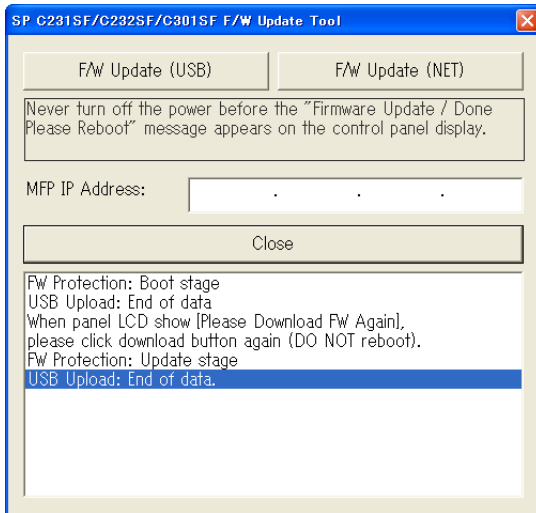 SP C231SF/C232SF/C301SF F/W Update Tool
F/W Update (USB)
F/W Update (NET)
Never turn off the power before the "Firmware Update / Done
Please Reboot" message appears on the control panel display.
MFP IP Address:
. . .
Close
FW Protection: Boot stage
USB Upload: End of data
When panel LCD show [Please Download FW Again],
please click download button again (DO NOT reboot).
FW Protection: Update stage
USB Upload: End of data.